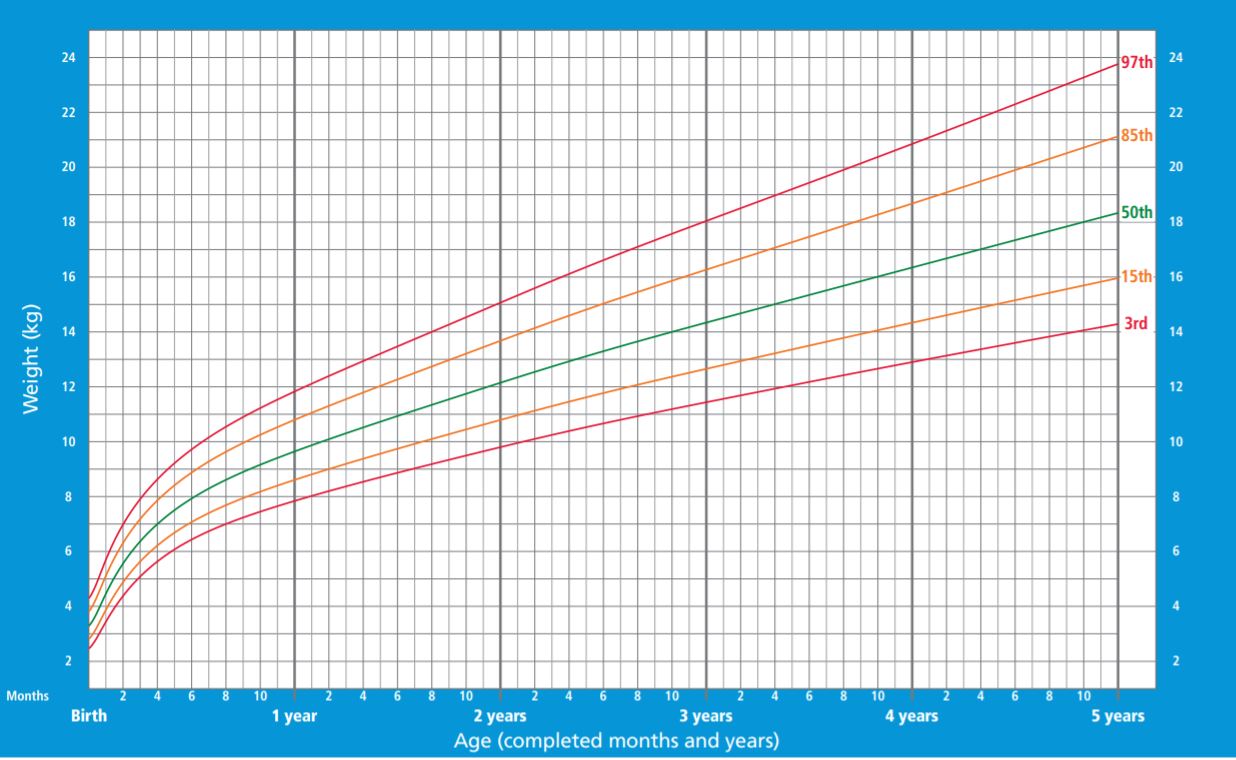 24 97th 24
22 22
85th
20 20
50th
18 18
16 15th 16
14 3rd 14
Weight (kg)
12 12
10 10
8 8
6 6
4 4
2 2
Months 2 4 6 8 10 2 4 6 8 10 2 4 6 8 10 2 4 6 8 10 2 4 6 8 10
Birth 1 year 2 years 3 years 4 years 5 years
Age (completed months and years)